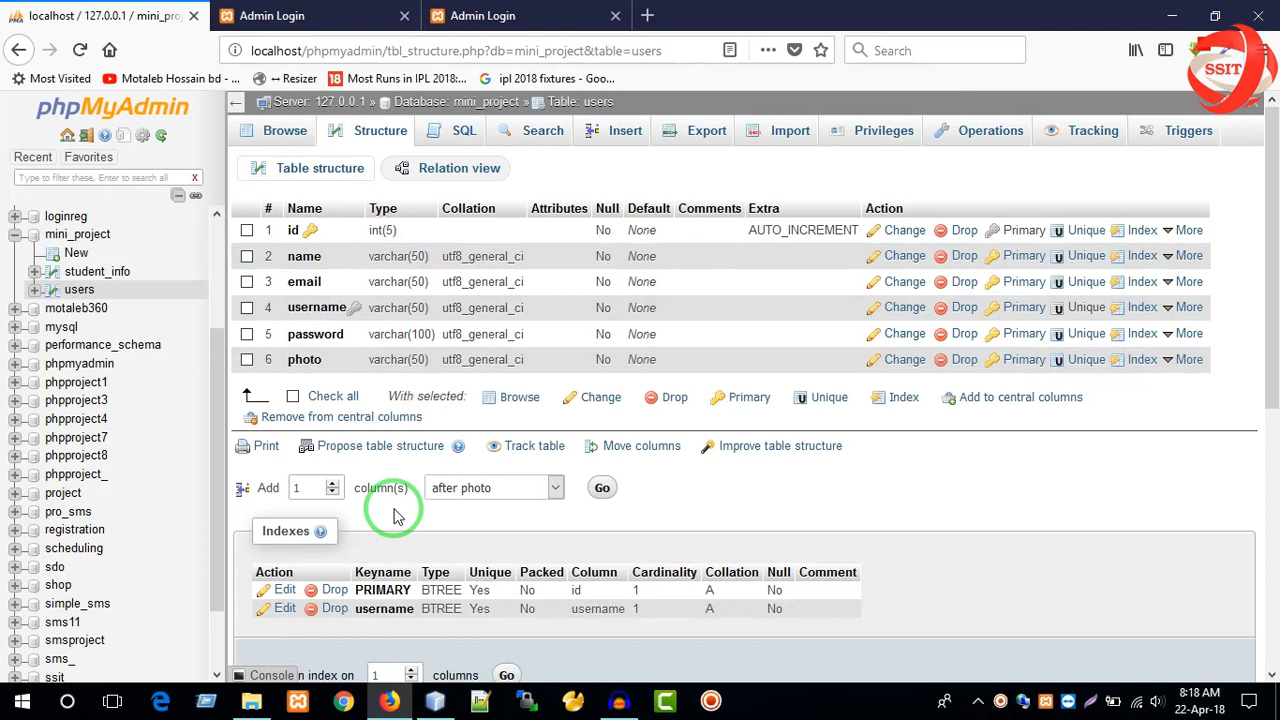 localhost / 127.0.0.1 / mini_proj
Admin Login
Admin Login
localhost/phpmyadmin/tbl_structure.php?db=mini_project&table=users
Search
Most Visited
Motaleb Hossain bd - ...
↔ Resizer
18 Most Runs in IPL 2018:...
ipl 2018 fixtures - Goo...
SSIT
phpMyAdmin
Recent Favorites
Type to filter these, Enter to search all X
loginreg
mini_project
New
student_info
users
motaleb360
mysql
performance_schema
phpmyadmin
phpproject1
phpproject3
phpproject4
phpproject7
phpproject8
phpproject_
project
pro_sms
registration
scheduling
sdo
shop
simple_sms
sms11
smsproject
sms_
ssit
Server: 127.0.0.1 » Database: mini_project » Table: users
Browse Structure SQL Search Insert Export Import Privileges Operations Tracking Triggers
Table structure Relation view
# Name Type Collation Attributes Null Default Comments Extra Action
1 id int(5) No None AUTO_INCREMENT Change Drop Primary Unique Index More
2 name varchar(50) utf8_general_ci No None Change Drop Primary Unique Index More
3 email varchar(50) utf8_general_ci No None Change Drop Primary Unique Index More
4 username varchar(50) utf8_general_ci No None Change Drop Primary Unique Index More
5 password varchar(100) utf8_general_ci No None Change Drop Primary Unique Index More
6 photo varchar(50) utf8_general_ci No None Change Drop Primary Unique Index More
Check all With selected: Browse Change Drop Primary Unique Index Add to central columns
Remove from central columns
Print Propose table structure Track table Move columns Improve table structure
Add 1 column(s) after photo Go
Indexes
Action Keyname Type Unique Packed Column Cardinality Collation Null Comment
Edit Drop PRIMARY BTREE Yes No id 1 A No
Edit Drop username BTREE Yes No username 1 A No
Console n index on 1 columns Go
8:18 AM
22-Apr-18